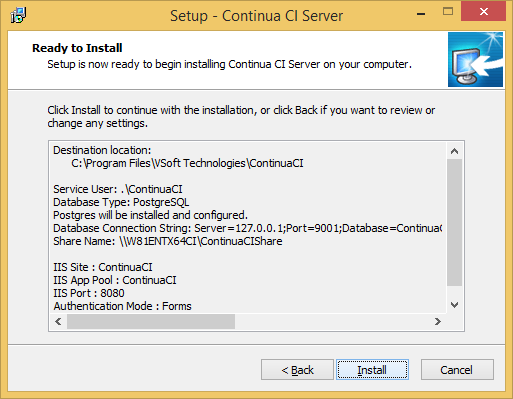 Setup - Continua CI Server
Ready to Install
Setup is now ready to begin installing Continua CI Server on your computer.
Click Install to continue with the installation, or click Back if you want to review or
change any settings.
Destination location:
C:\Program Files\VSoft Technologies\ContinuaCI
Service User: .\ContinuaCI
Database Type: PostgreSQL
Postgres will be installed and configured.
Database Connection String: Server=127.0.0.1;Port=9001;Database=ContinuaC
Share Name: \\W81ENTX64CI\ContinuaCIShare
IIS Site : ContinuaCI
IIS App Pool : ContinuaCI
IIS Port : 8080
Authentication Mode : Forms
< Back
Install
Cancel